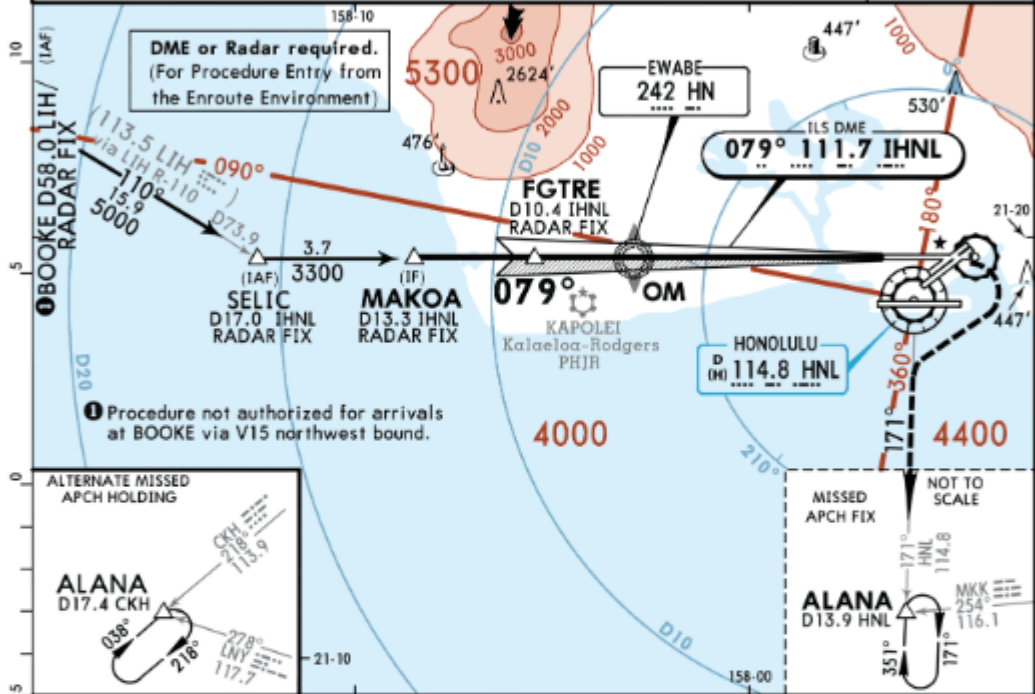 158-10
10
❶BOOKE D58.0 LIH/ (IAF)
RADAR FIX
DME or Radar required.
(For Procedure Entry from
the Enroute Environment)
5300
3000
2624'
2000
1000
476'
D10
447'
1000
0°
530'
EWABE
242 HN
ILS DME
079° 111.7 IHNL
(113.5 LIH
via LIH R-110
D73.9
110°
15.9
5000
090°
FGTRE
D10.4 IHNL
RADAR FIX
180°
21-20
5
3.7
3300
(IAF)
SELIC
D17.0 IHNL
RADAR FIX
(IF)
MAKOA
D13.3 IHNL
RADAR FIX
079°
OM
KAPOLEI
Kalaeloa-Rodgers
PHJR
447'
HONOLULU
D
(H) 114.8 HNL
360°
D20
❶ Procedure not authorized for arrivals
at BOOKE via V15 northwest bound.
4000
171°
4400
210°
0
ALTERNATE MISSED
APCH HOLDING
ALANA
D17.4 CKH
038°
218°
278°
LNY
117.7
21-10
D10
158-00
MISSED
APCH FIX
NOT TO
SCALE
171°
HNL
114.8
ALANA
D13.9 HNL
MKK
254°
116.1
351°
171°
5